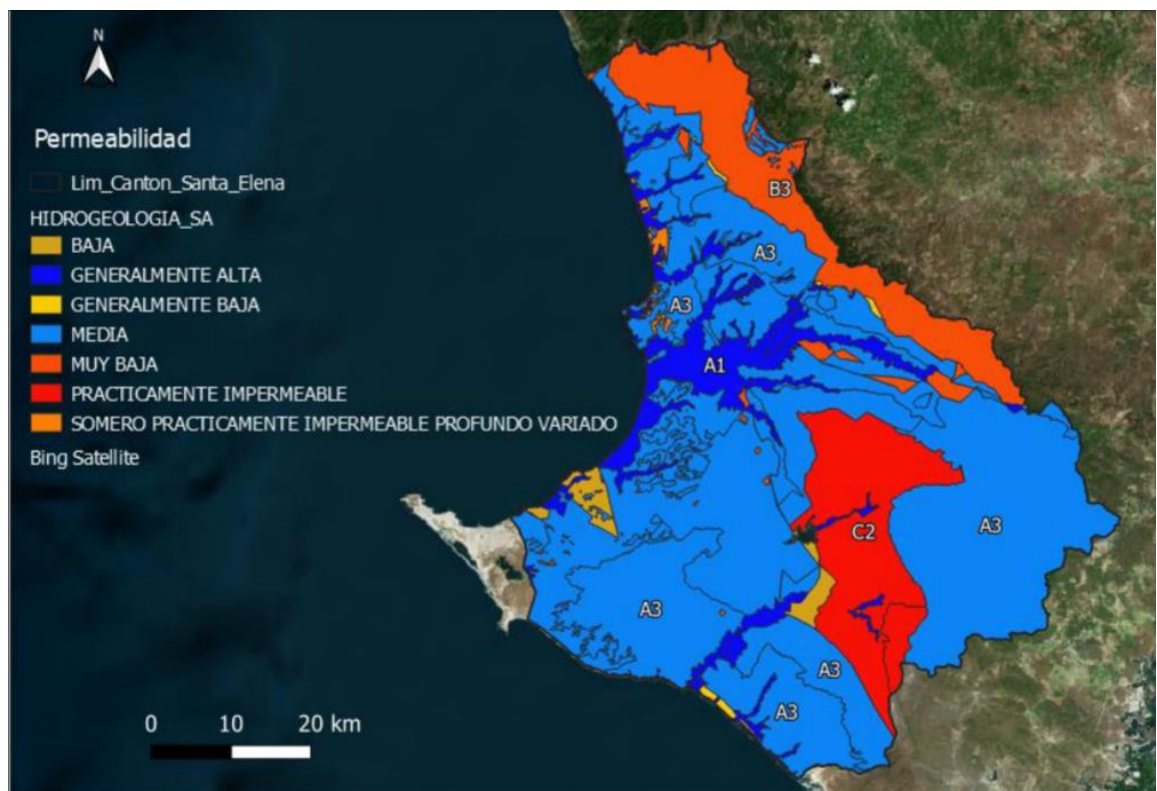 N
Permeabilidad
Lim_Canton_Santa_Elena
HIDROGEOLOGIA_SA
BAJA
GENERALMENTE ALTA
GENERALMENTE BAJA
MEDIA
MUY BAJA
PRACTICAMENTE IMPERMEABLE
SOMERO PRACTICAMENTE IMPERMEABLE PROFUNDO VARIADO
Bing Satellite
B3
A3
A3
A1
C2
A3
A3
A3
A3
0 10 20 km